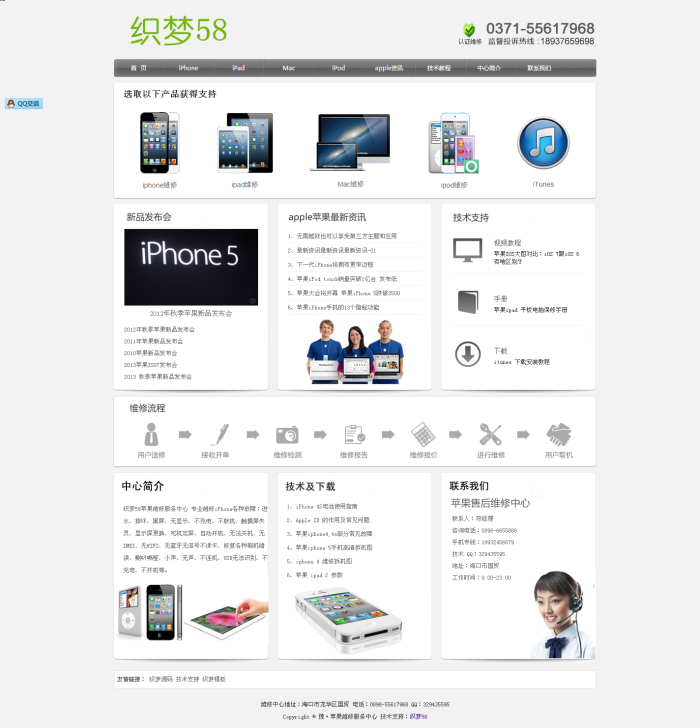 织梦58
0371-55617968
认证维修 监督投诉热线:18937659698
首 页 iPhone iPad Mac iPod apple资讯 技术教程 中心简介 联系我们
QQ交谈
选取以下产品获得支持
iphone维修 ipad维修 Mac维修 ipod维修 iTunes
新品发布会
iPhone 5
2012年秋季苹果新品发布会
2012年秋季苹果新品发布会
2011年苹果新品发布会
2010苹果新品发布会
2013 秋季苹果新品发布会
apple苹果最新资讯
1、无需越狱也可以享受第三方主题和应用
2、最新资讯是最新资讯最新资讯-01
3、下一代iPhone将拥有更窄边框
4、苹果iPod touch销量突破1亿台 发布低
5、苹果大会将开幕 苹果iPhone 5跌破3500
6、苹果iPhone手机的13个隐秘功能
技术支持
视频教程
苹果IOS大面对比:iOS 7跟iOS 6
有啥区别?
手册
苹果ipad 平板电脑保修手册
下载
itunes 下载安装教程
维修流程
用户送修 接收开单 维修检测 维修报告 维修报价 进行维修 用户取机
中心简介
织梦58苹果维修服务中心 专业维修iPhone各种故障:进
水、摔坏、黑屏、无显示、不充电、不联机、触摸屏失
灵、显示屏更换、死机定屏、自动开机、无法关机、无
IMEI、无WIFI、无蓝牙无信号不读卡、修复各种刷机错
误、喇叭嘶哑、小声、无声、不连机、USB无法识别、不
充电、不开机等。
技术及下载
1、iPhone 4S电池使用指南
2、Apple ID 的作用及常见问题
3、苹果iphone4,4s部分常见故障
4、苹果iphone 5手机高清拆机图
5、iphone 4 维修拆机图
6、苹果 ipad 2 参数
联系我们
苹果售后维修中心
联系人:陈经理
咨询电话:0898-6655888
手机专线:18932456879
技术 QQ:329435595
地址:海口市国贸
工作时间:9:00-23:00
友情链接: 织梦源码 技术支持 织梦模板
维修中心地址:海口市龙华区国贸 电话:0898-55617968 QQ:329435595
Copyright © 豫·苹果维修服务中心 技术支持:织梦58